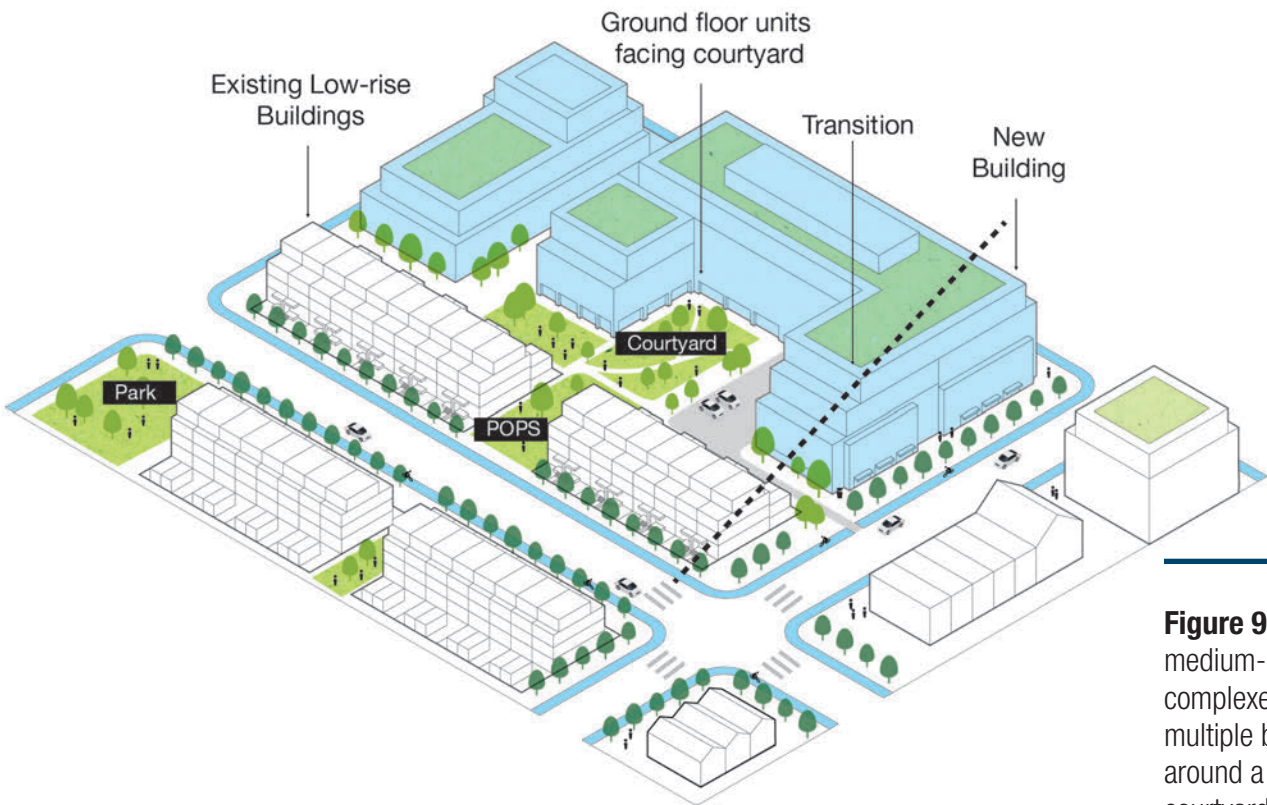 Ground floor units
facing courtyard
Existing Low-rise
Buildings
Transition
New
Building
Courtyard
Park
POPS
Figure 9
medium-
complexe
multiple b
around a